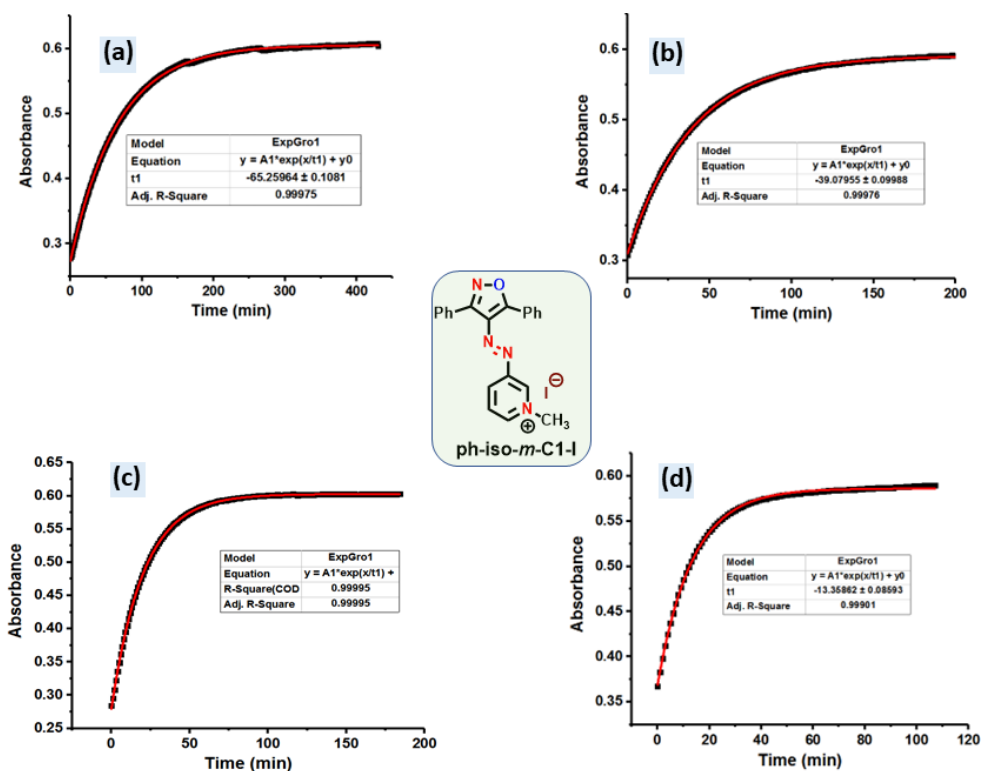 (a)
0.6
0.5
0.4
0.3
Absorbance
Model ExpGro1
Equation y = A1*exp(x/t1) + y0
t1 -65.25964 ± 0.1081
Adj. R-Square 0.99975
0 100 200 300 400
Time (min)
(b)
0.6
0.5
0.4
0.3
Absorbance
Model ExpGro1
Equation y = A1*exp(x/t1) + y0
t1 -39.07955 ± 0.09988
Adj. R-Square 0.99976
0 50 100 150 200
Time (min)
N O
Ph Ph
N
N
I ⊖
N
⊕ CH3
ph-iso-m-C1-I
(c)
0.65
0.60
0.55
0.50
0.45
0.40
0.35
0.30
0.25
Absorbance
Model ExpGro1
Equation y = A1*exp(x/t1) +
R-Square(COD 0.99995
Adj. R-Square 0.99995
0 50 100 150 200
Time (min)
(d)
0.60
0.55
0.50
0.45
0.40
0.35
Absorbance
Model ExpGro1
Equation y = A1*exp(x/t1) + y0
t1 -13.35862 ± 0.08593
Adj. R-Square 0.99901
0 20 40 60 80 100 120
Time (min)